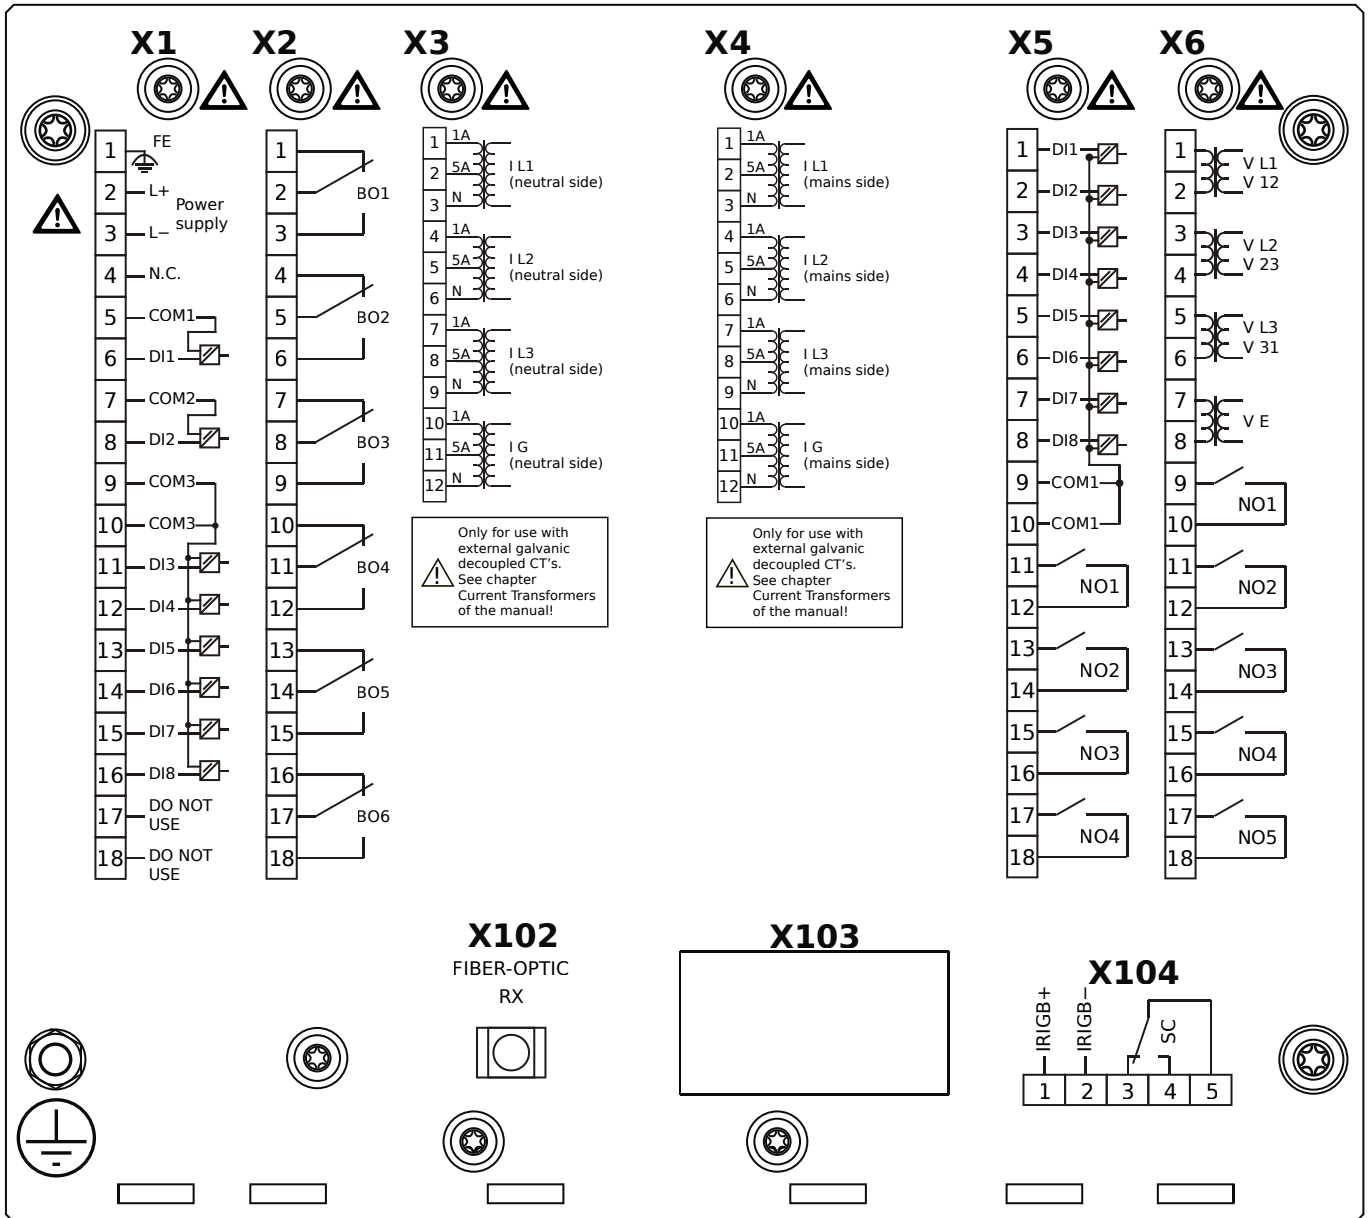 X1
X2
X3
X4
X5
X6
1
FE
2
L+
Power
supply
3
L−
4
N.C.
5
COM1
6
DI1
7
COM2
8
DI2
9
COM3
10
COM3
11
DI3
12
DI4
13
DI5
14
DI6
15
DI7
16
DI8
17
DO NOT
USE
18
DO NOT
USE
1
2
BO1
3
4
5
BO2
6
7
8
BO3
9
10
11
BO4
12
13
14
BO5
15
16
17
BO6
18
1
1A
2
5A
3
N
I L1
(neutral side)
4
1A
5
5A
6
N
I L2
(neutral side)
7
1A
8
5A
9
N
I L3
(neutral side)
10
1A
11
5A
12
N
I G
(neutral side)
Only for use with
external galvanic
decoupled CT's.
See chapter
Current Transformers
of the manual!
1
1A
2
5A
3
N
I L1
(mains side)
4
1A
5
5A
6
N
I L2
(mains side)
7
1A
8
5A
9
N
I L3
(mains side)
10
1A
11
5A
12
N
I G
(mains side)
Only for use with
external galvanic
decoupled CT's.
See chapter
Current Transformers
of the manual!
1
DI1
2
DI2
3
DI3
4
DI4
5
DI5
6
DI6
7
DI7
8
DI8
9
COM1
10
COM1
11
NO1
12
13
NO2
14
15
NO3
16
17
NO4
18
1
V L1
V 12
2
3
V L2
V 23
4
5
V L3
V 31
6
7
V E
8
9
NO1
10
11
NO2
12
13
NO3
14
15
NO4
16
17
NO5
18
X102
FIBER-OPTIC
RX
X103
X104
IRIGB+
IRIGB−
SC
1
2
3
4
5